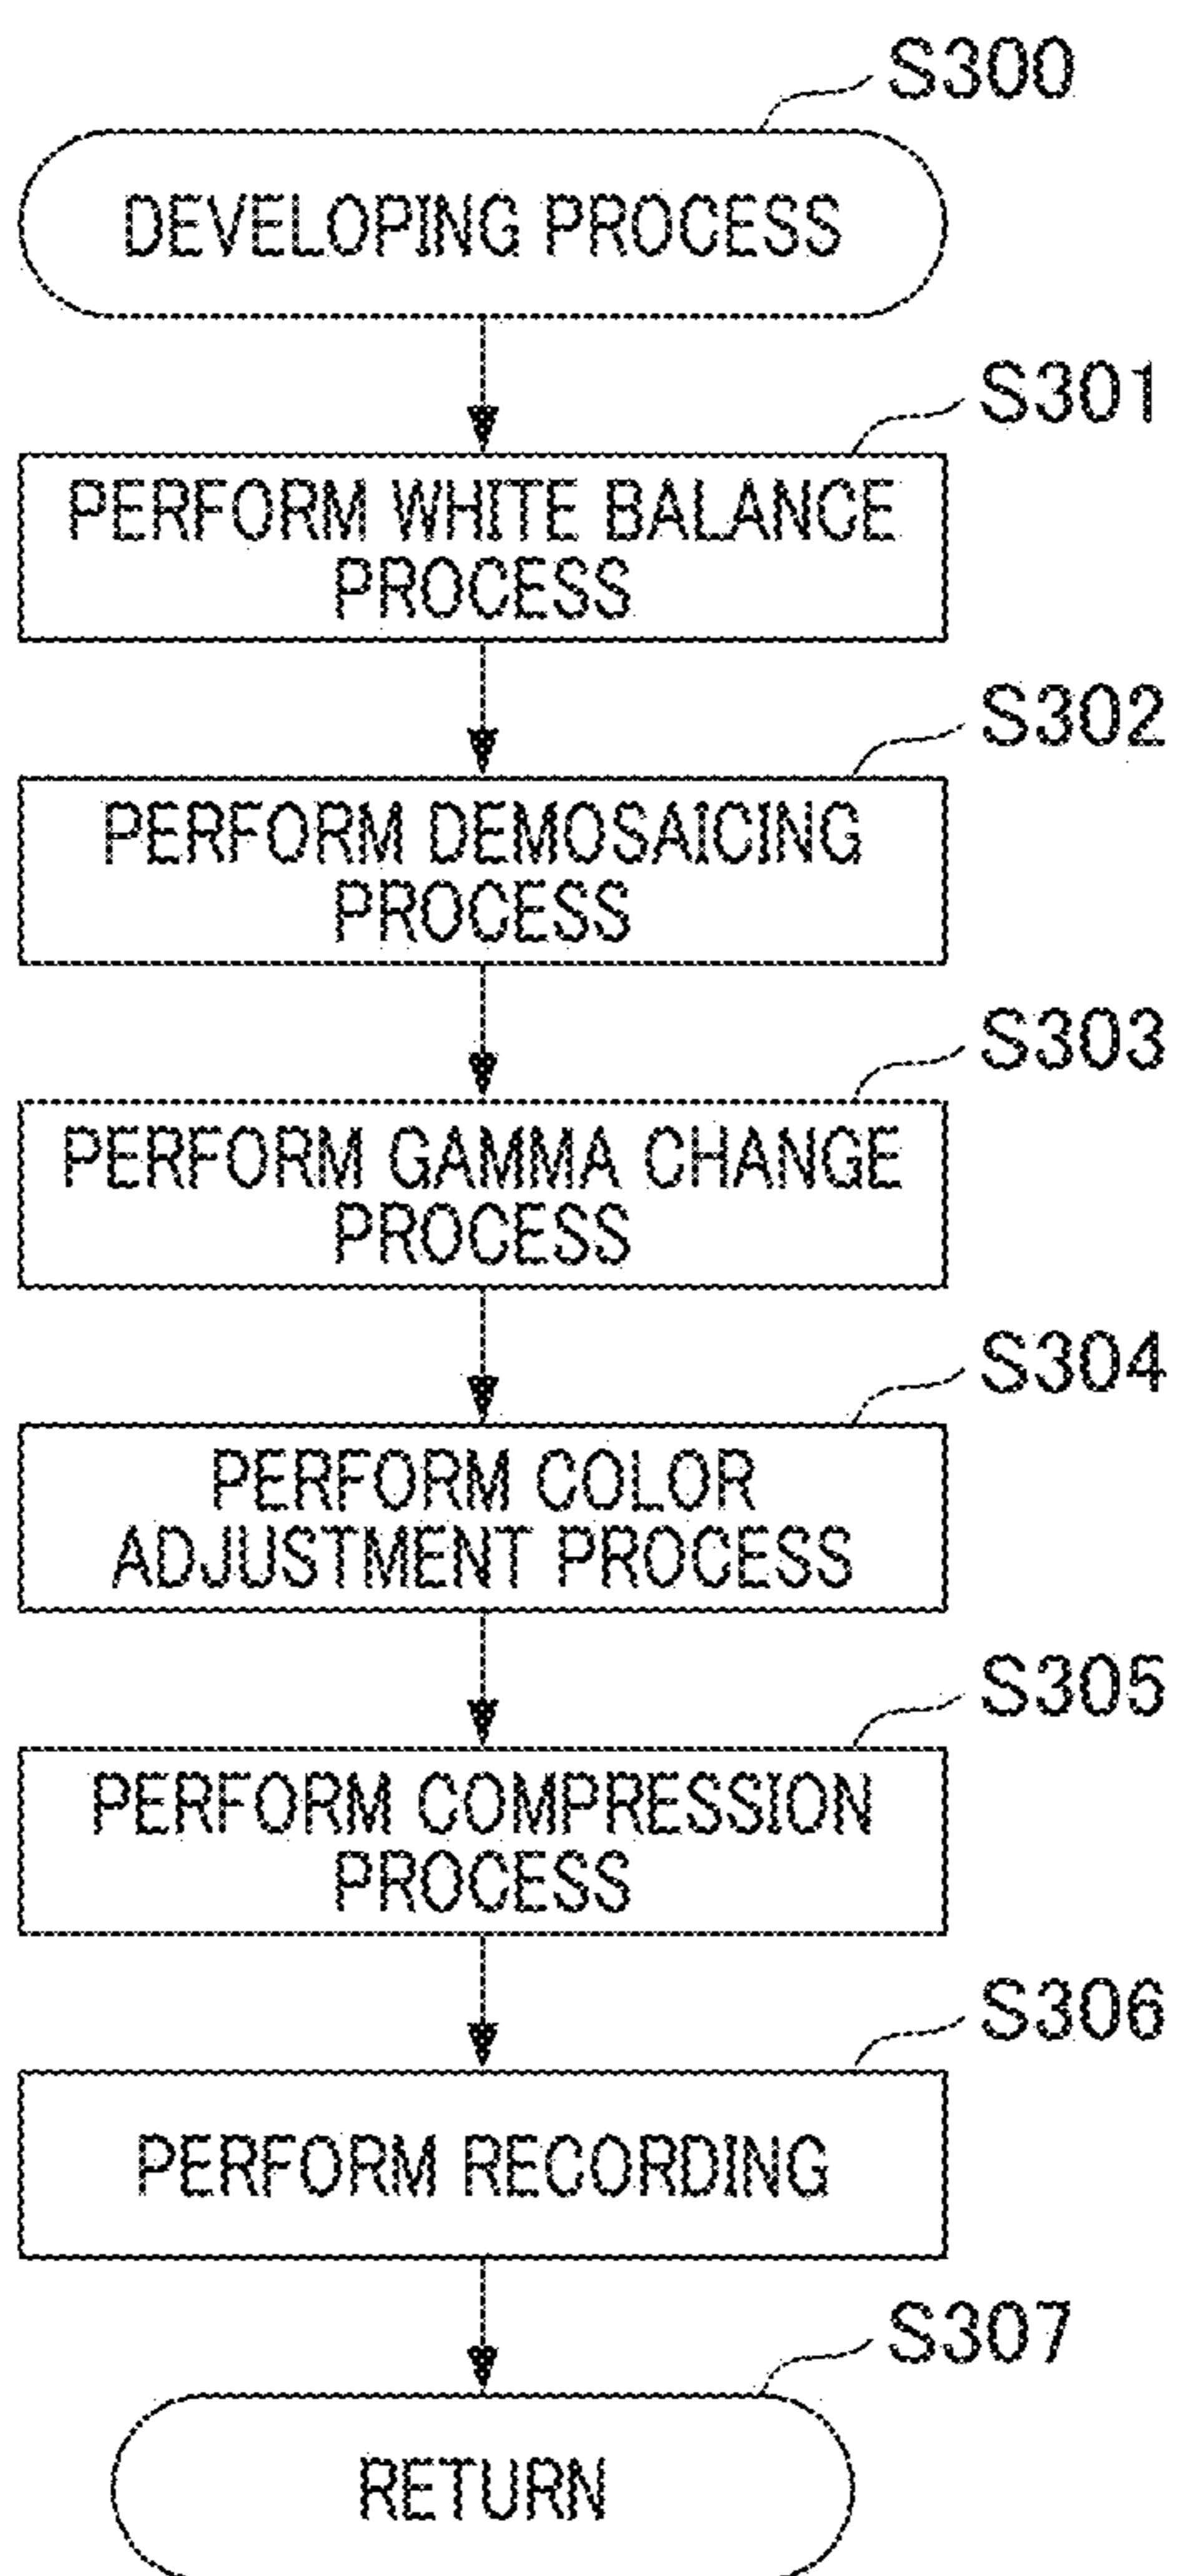 S300
DEVELOPING PROCESS
S301
PERFORM WHITE BALANCE
PROCESS
S302
PERFORM DEMOSAICING
PROCESS
S303
PERFORM GAMMA CHANGE
PROCESS
S304
PERFORM COLOR
ADJUSTMENT PROCESS
S305
PERFORM COMPRESSION
PROCESS
S306
PERFORM RECORDING
S307
RETURN